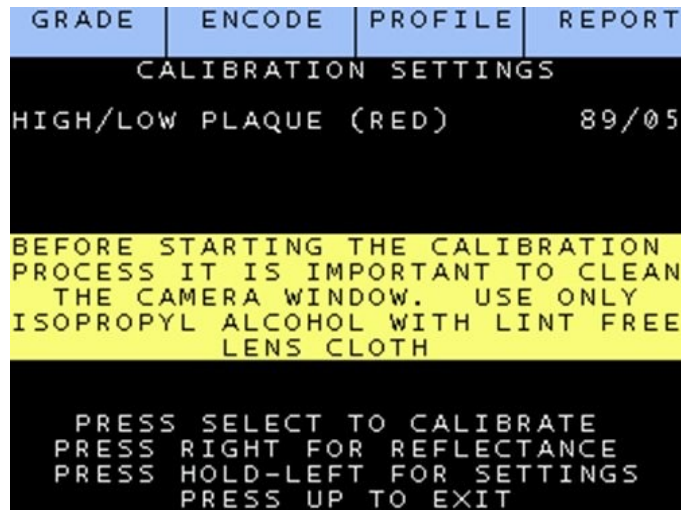 GRADE ENCODE PROFILE REPORT
CALIBRATION SETTINGS
HIGH/LOW PLAQUE (RED) 89/05
BEFORE STARTING THE CALIBRATION
PROCESS IT IS IMPORTANT TO CLEAN
THE CAMERA WINDOW. USE ONLY
ISOPROPYL ALCOHOL WITH LINT FREE
LENS CLOTH
PRESS SELECT TO CALIBRATE
PRESS RIGHT FOR REFLECTANCE
PRESS HOLD-LEFT FOR SETTINGS
PRESS UP TO EXIT